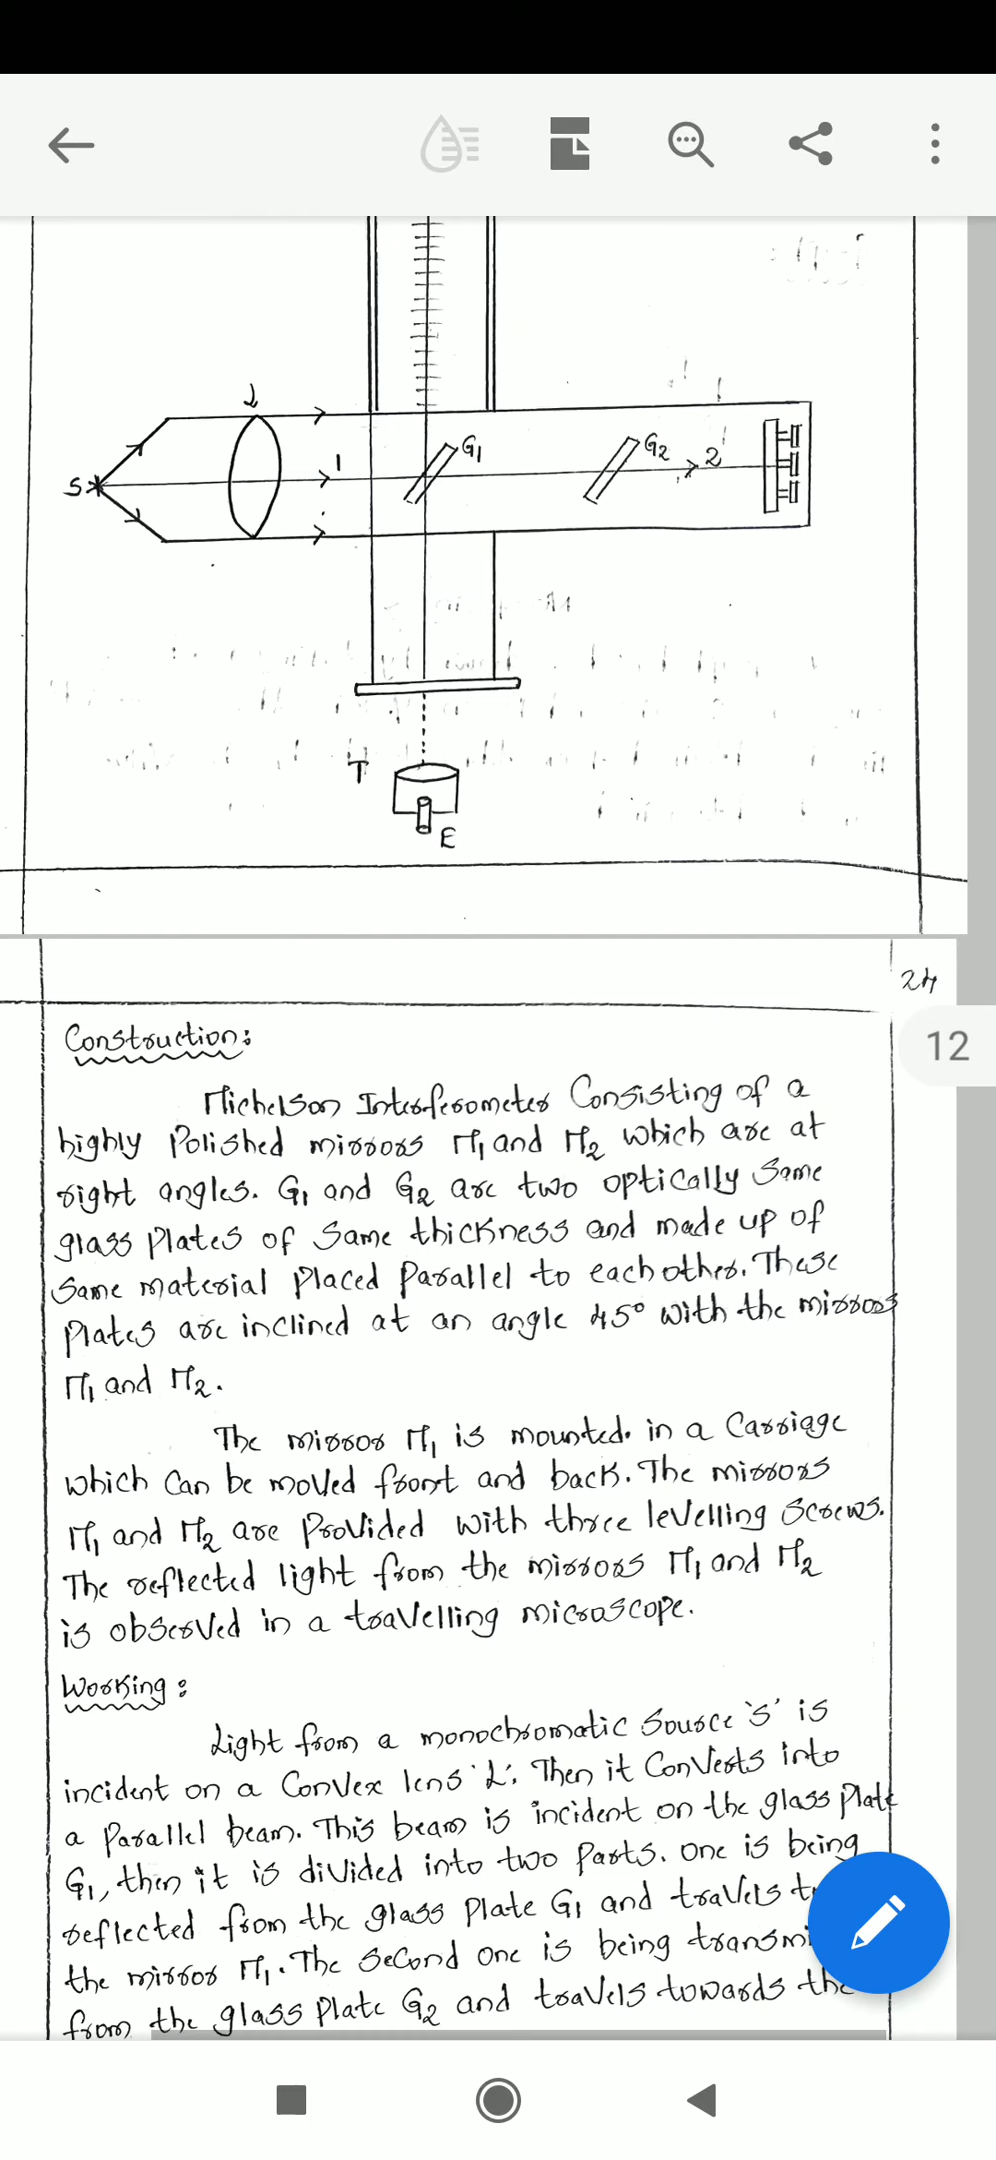 L
S
1
G1
G2
2
T
E
24
12
Construction:
Michelson Interferometer Consisting of a
highly Polished mirrors M1 and M2 which are at
right angles. G1 and G2 are two optically Same
glass Plates of Same thickness and made up of
Same material Placed Parallel to each other. These
Plates are inclined at an angle 45° with the mirrors
M1 and M2.
The mirror M1 is mounted. in a Carriage
which Can be moved front and back. The mirrors
M1 and M2 are Provided with three levelling Screws.
The reflected light from the mirrors M1 and M2
is observed in a travelling microscope.
Working:
Light from a monochromatic Source 'S' is
incident on a Convex lens 'L'. Then it Converts into
a Parallel beam. This beam is incident on the glass Plate
G1, then it is divided into two Parts. One is being
reflected from the glass Plate G1 and travels
the mirror M1. The Second one is being
from the glass Plate G2 and travels towards the